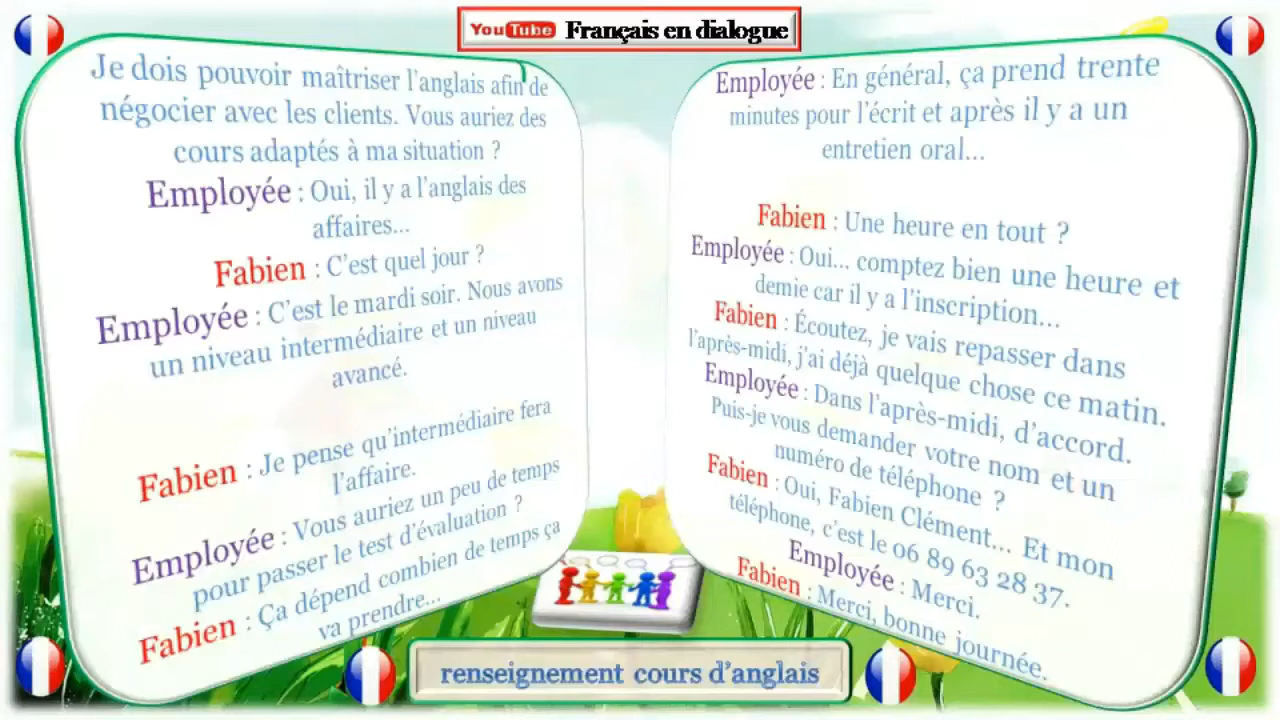 YouTube Français en dialogue
Je dois pouvoir maîtriser l'anglais afin de
négocier avec les clients. Vous auriez des
cours adaptés à ma situation ?
Employée : Oui, il y a l'anglais des
affaires...
Fabien : C'est quel jour ?
Employée : C'est le mardi soir. Nous avons
un niveau intermédiaire et un niveau
avancé.
Fabien : Je pense qu'intermédiaire fera
l'affaire.
Employée : Vous auriez un peu de temps
pour passer le test d'évaluation ?
Fabien : Ça dépend combien de temps ça
va prendre...
Employée : En général, ça prend trente
minutes pour l'écrit et après il y a un
entretien oral...
Fabien : Une heure en tout ?
Employée : Oui... comptez bien une heure et
demie car il y a l'inscription...
Fabien : Écoutez, je vais repasser dans
l'après-midi, j'ai déjà quelque chose ce matin.
Employée : Dans l'après-midi, d'accord.
Puis-je vous demander votre nom et un
numéro de téléphone ?
Fabien : Oui, Fabien Clément... Et mon
téléphone, c'est le 06 89 63 28 37.
Employée : Merci.
Fabien : Merci, bonne journée.
renseignement cours d'anglais